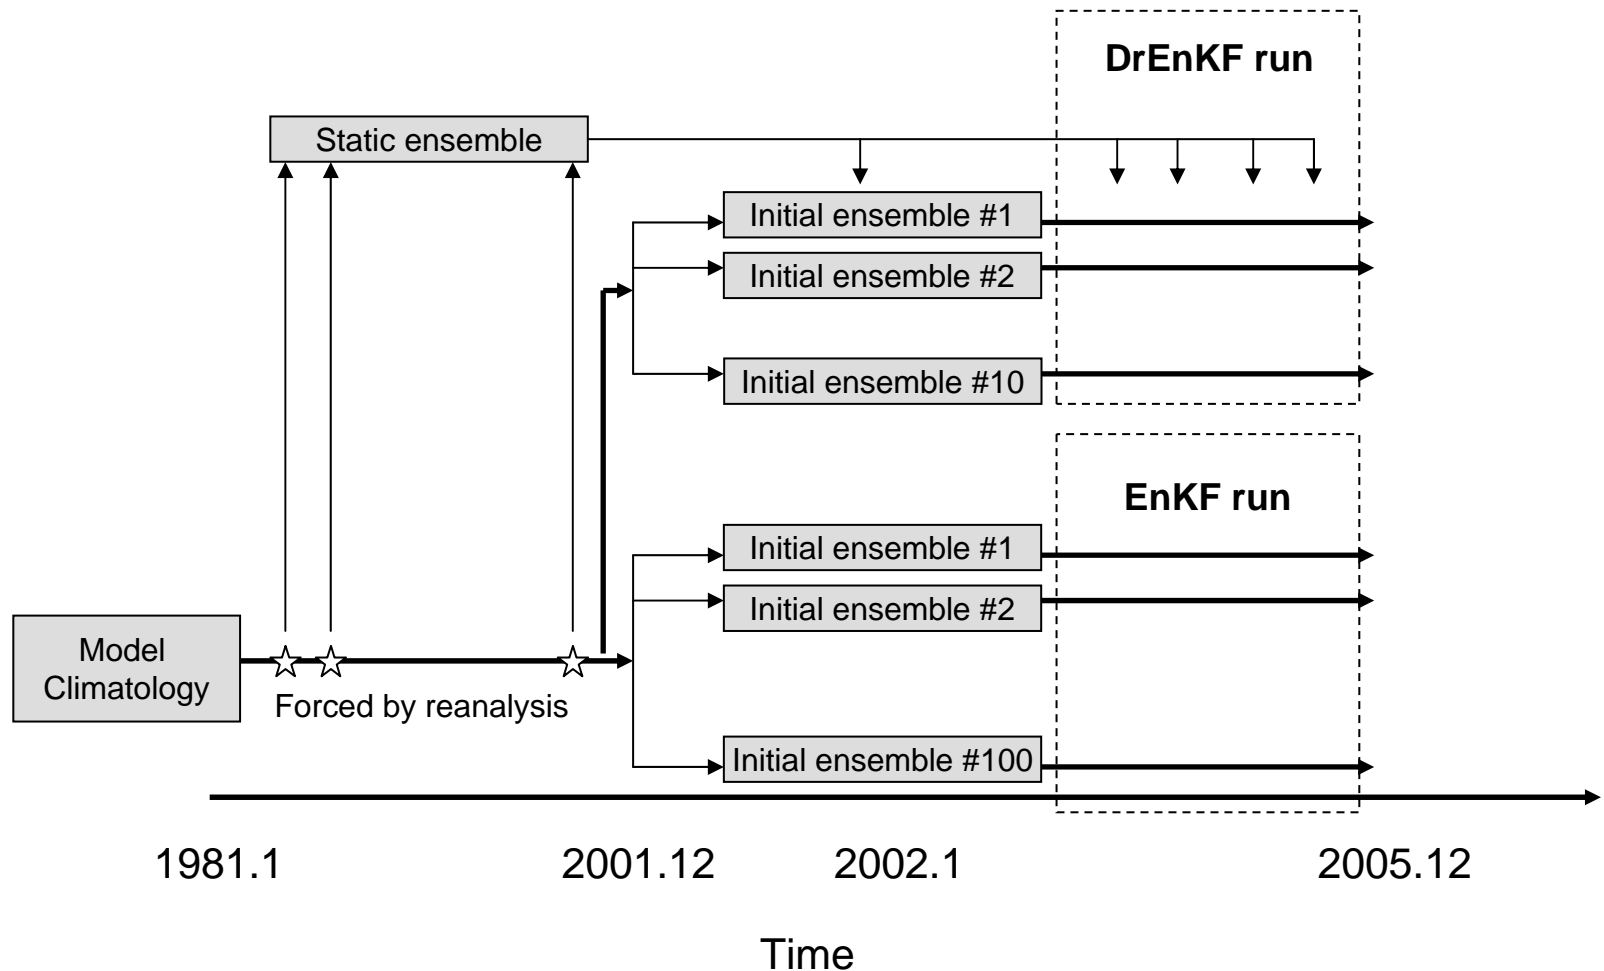 DrEnKF run
Static ensemble
Initial ensemble #1
Initial ensemble #2
Initial ensemble #10
EnKF run
Initial ensemble #1
Initial ensemble #2
Model
Climatology
Forced by reanalysis
Initial ensemble #100
1981.1
2001.12
2002.1
2005.12
Time